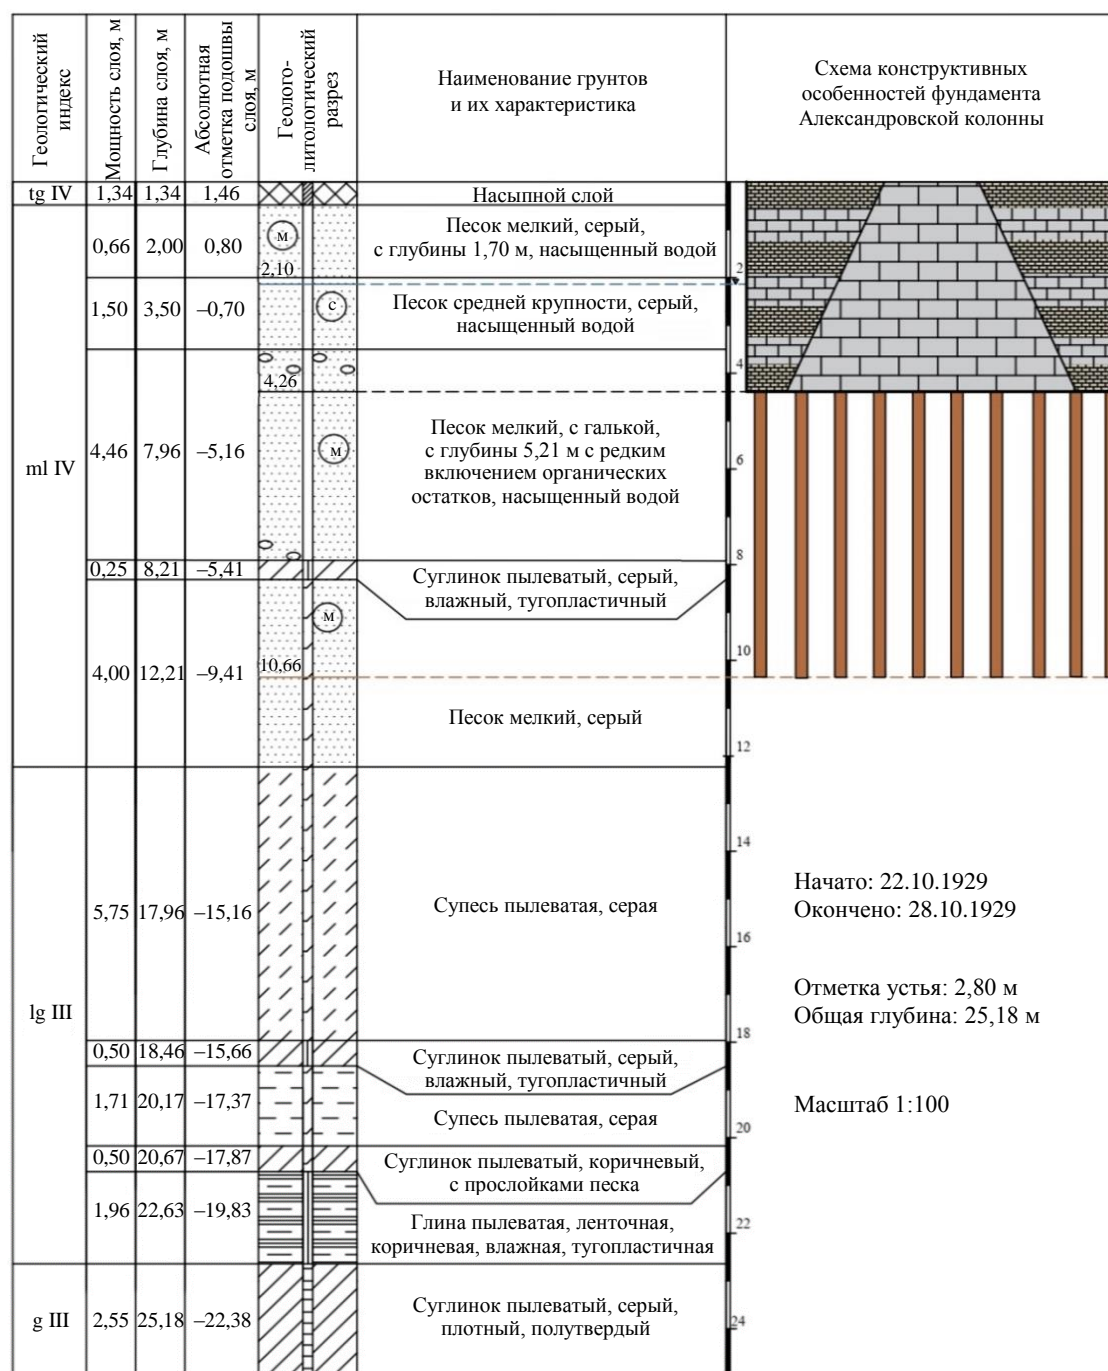 Геологический
индекс
Мощность слоя, м
Глубина слоя, м
Абсолютная
отметка подошвы
слоя, м
Геолого-
литологический
разрез
Наименование грунтов
и их характеристика
Схема конструктивных
особенностей фундамента
Александровской колонны
tg IV
1,34
1,34
1,46
Насыпной слой
0,66
2,00
0,80
м
2,10
Песок мелкий, серый,
с глубины 1,70 м, насыщенный водой
2
1,50
3,50
–0,70
с
Песок средней крупности, серый,
насыщенный водой
4
ml IV
4,46
7,96
–5,16
4,26
м
Песок мелкий, с галькой,
с глубины 5,21 м с редким
включением органических
остатков, насыщенный водой
6
0,25
8,21
–5,41
Суглинок пылеватый, серый,
влажный, тугопластичный
8
4,00
12,21
–9,41
м
10,66
Песок мелкий, серый
10
12
lg III
5,75
17,96
–15,16
Супесь пылеватая, серая
14
16
Начато: 22.10.1929
Окончено: 28.10.1929
Отметка устья: 2,80 м
Общая глубина: 25,18 м
18
0,50
18,46
–15,66
Суглинок пылеватый, серый,
влажный, тугопластичный
1,71
20,17
–17,37
Супесь пылеватая, серая
Масштаб 1:100
20
0,50
20,67
–17,87
Суглинок пылеватый, коричневый,
с прослойками песка
1,96
22,63
–19,83
Глина пылеватая, ленточная,
коричневая, влажная, тугопластичная
22
g III
2,55
25,18
–22,38
Суглинок пылеватый, серый,
плотный, полутвердый
24